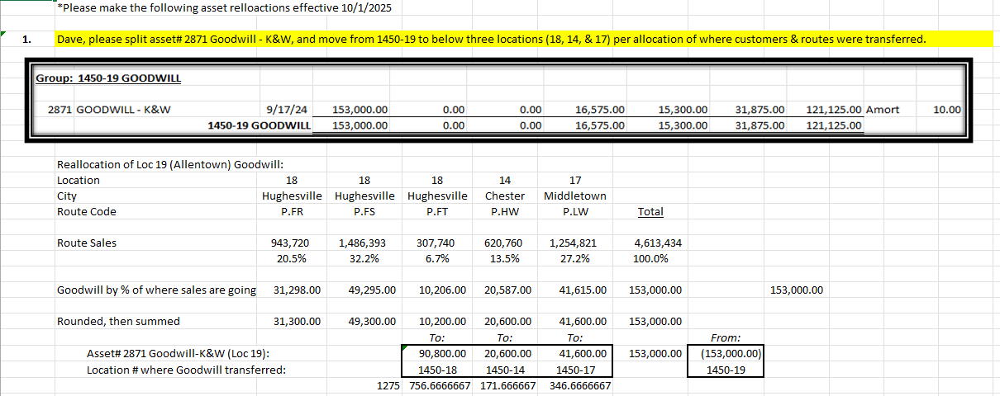 *Please make the following asset relloactions effective 10/1/2025
1. Dave, please split asset# 2871 Goodwill - K&W, and move from 1450-19 to below three locations (18, 14, & 17) per allocation of where customers & routes were transferred.
Group: 1450-19 GOODWILL
2871 GOODWILL - K&W 9/17/24 153,000.00 0.00 0.00 16,575.00 15,300.00 31,875.00 121,125.00 Amort 10.00
1450-19 GOODWILL 153,000.00 0.00 0.00 16,575.00 15,300.00 31,875.00 121,125.00
Reallocation of Loc 19 (Allentown) Goodwill:
Location 18 18 18 14 17
City Hughesville Hughesville Hughesville Chester Middletown
Route Code P.FR P.FS P.FT P.HW P.LW Total
Route Sales 943,720 1,486,393 307,740 620,760 1,254,821 4,613,434
20.5% 32.2% 6.7% 13.5% 27.2% 100.0%
Goodwill by % of where sales are going 31,298.00 49,295.00 10,206.00 20,587.00 41,615.00 153,000.00 153,000.00
Rounded, then summed 31,300.00 49,300.00 10,200.00 20,600.00 41,600.00 153,000.00
To: To: To: From:
Asset# 2871 Goodwill-K&W (Loc 19): 90,800.00 20,600.00 41,600.00 153,000.00 (153,000.00)
Location # where Goodwill transferred: 1450-18 1450-14 1450-17 1450-19
1275 756.6666667 171.666667 346.6666667